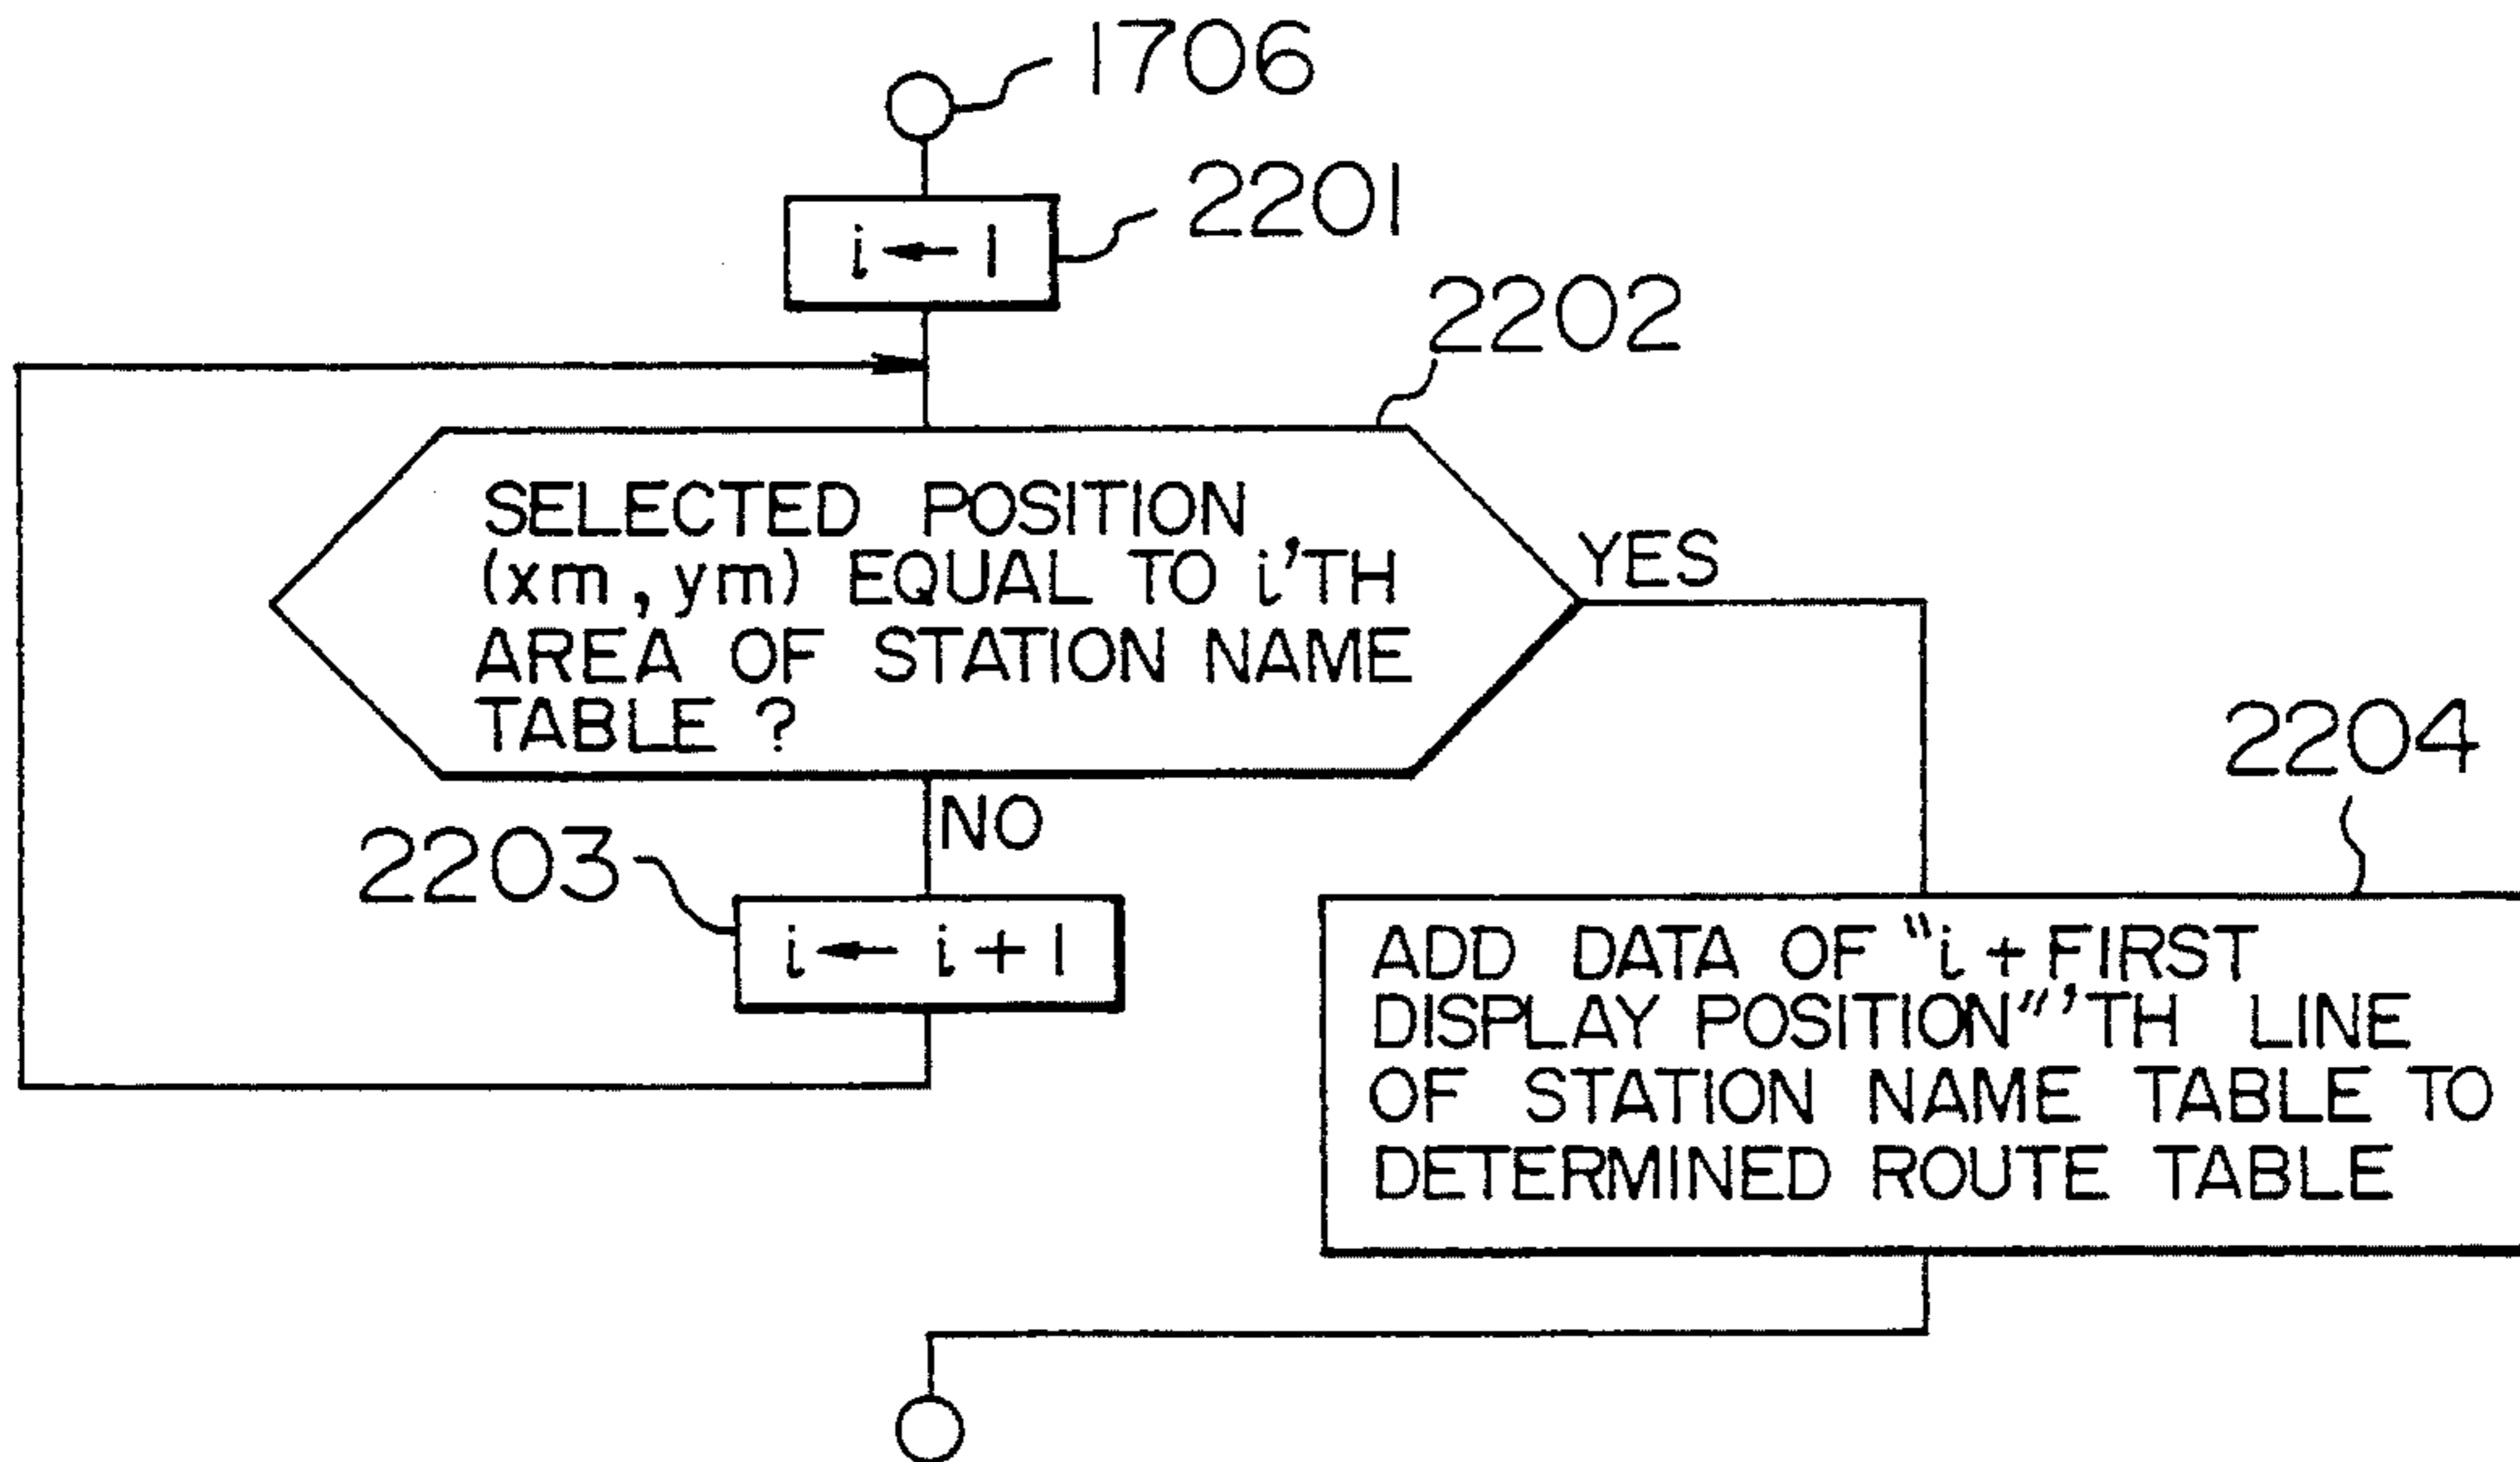 1706
2201
i ← 1
2202
SELECTED POSITION
(xm, ym) EQUAL TO i'TH
AREA OF STATION NAME
TABLE ?
YES
NO
2203
i ← i + 1
2204
ADD DATA OF "i + FIRST
DISPLAY POSITION"'TH LINE
OF STATION NAME TABLE TO
DETERMINED ROUTE TABLE